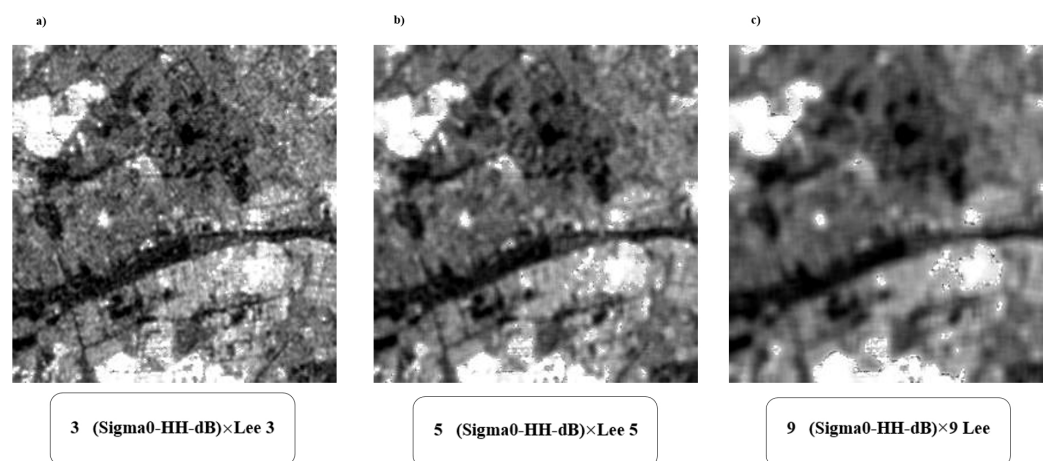 a)
b)
c)
3 (Sigma0-HH-dB)×Lee 3
5 (Sigma0-HH-dB)×Lee 5
9 (Sigma0-HH-dB)×9 Lee